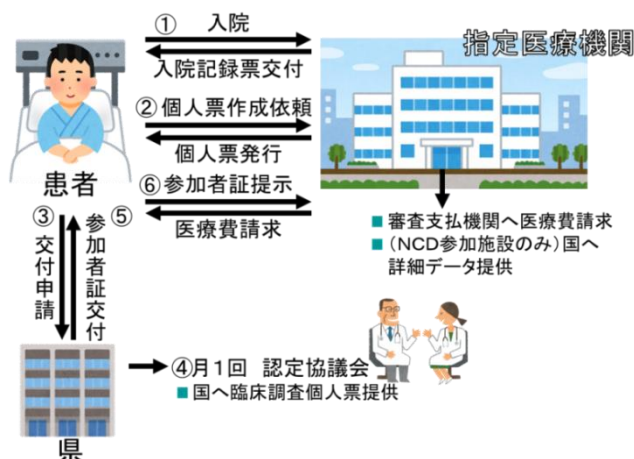 ① 入院
入院記録票交付
指定医療機関
②個人票作成依頼
個人票発行
患者
⑥参加者証提示
医療費請求
③交付申請
⑤参加者証交付
■ 審査支払機関へ医療費請求
■ (NCD参加施設のみ)国へ
詳細データ提供
④月1回 認定協議会
■ 国へ臨床調査個人票提供
県